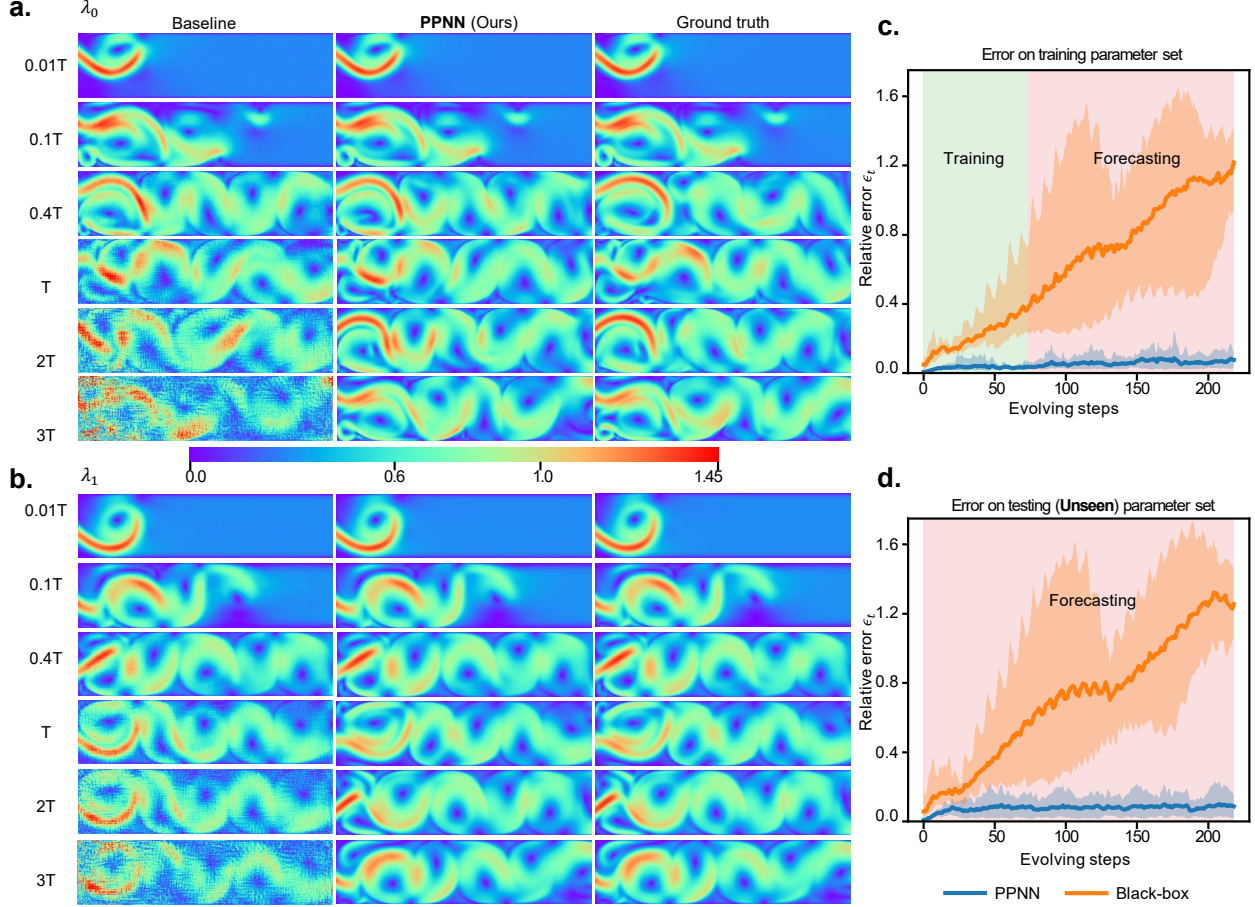 a.
λ0
Baseline
PPNN (Ours)
Ground truth
0.01T
0.1T
0.4T
T
2T
3T
0.0
0.6
1.0
1.45
b.
λ1
0.01T
0.1T
0.4T
T
2T
3T
c.
Error on training parameter set
Relative error ϵt
1.6
1.2
0.8
0.4
0.0
Training
Forecasting
0
50
100
150
200
Evolving steps
d.
Error on testing (Unseen) parameter set
Relative error ϵt
1.6
1.2
0.8
0.4
0.0
Forecasting
0
50
100
150
200
Evolving steps
PPNN
Black-box